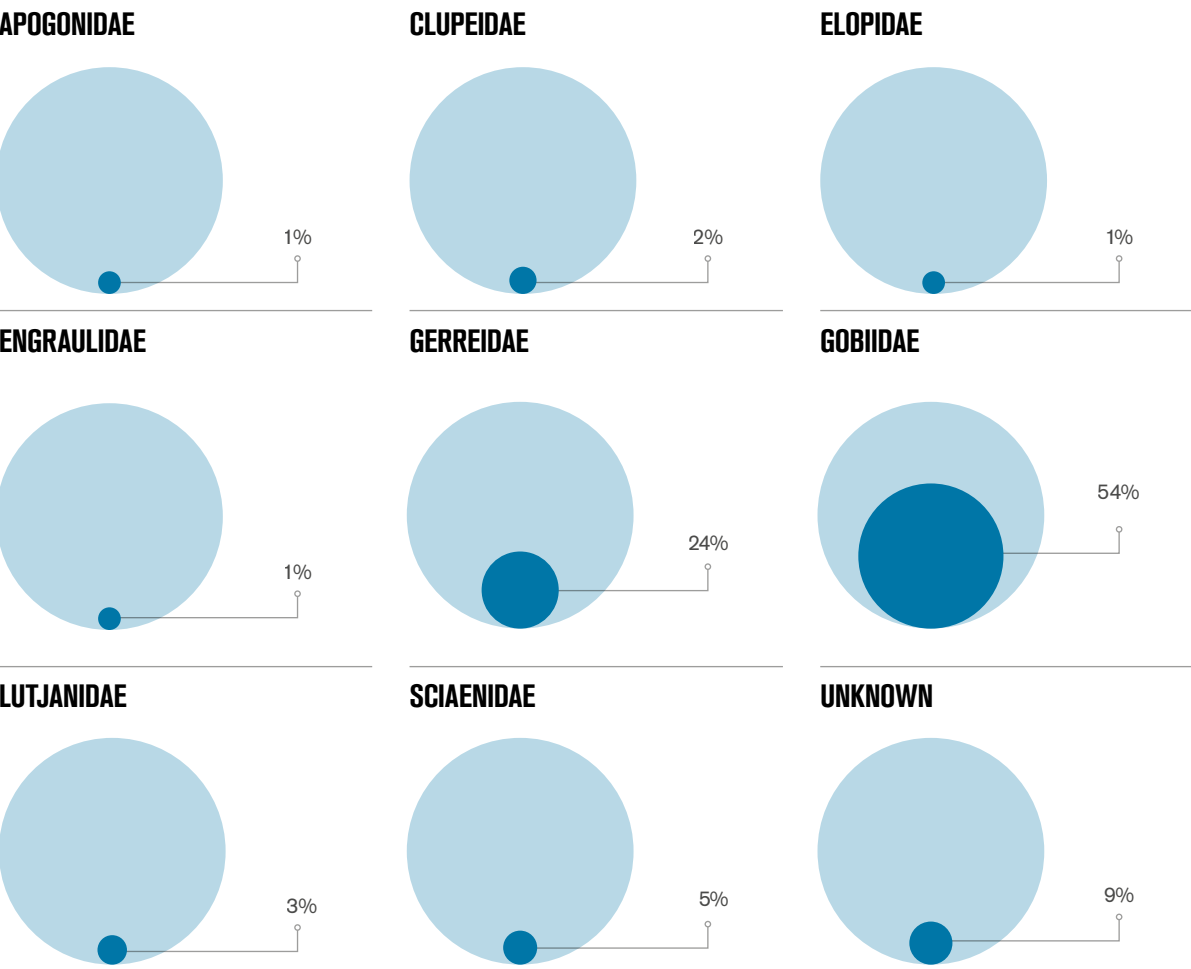 APOGONIDAE
CLUPEIDAE
ELOPIDAE
1%
2%
1%
ENGRAULIDAE
GERREIDAE
GOBIIDAE
1%
24%
54%
LUTJANIDAE
SCIAENIDAE
UNKNOWN
3%
5%
9%